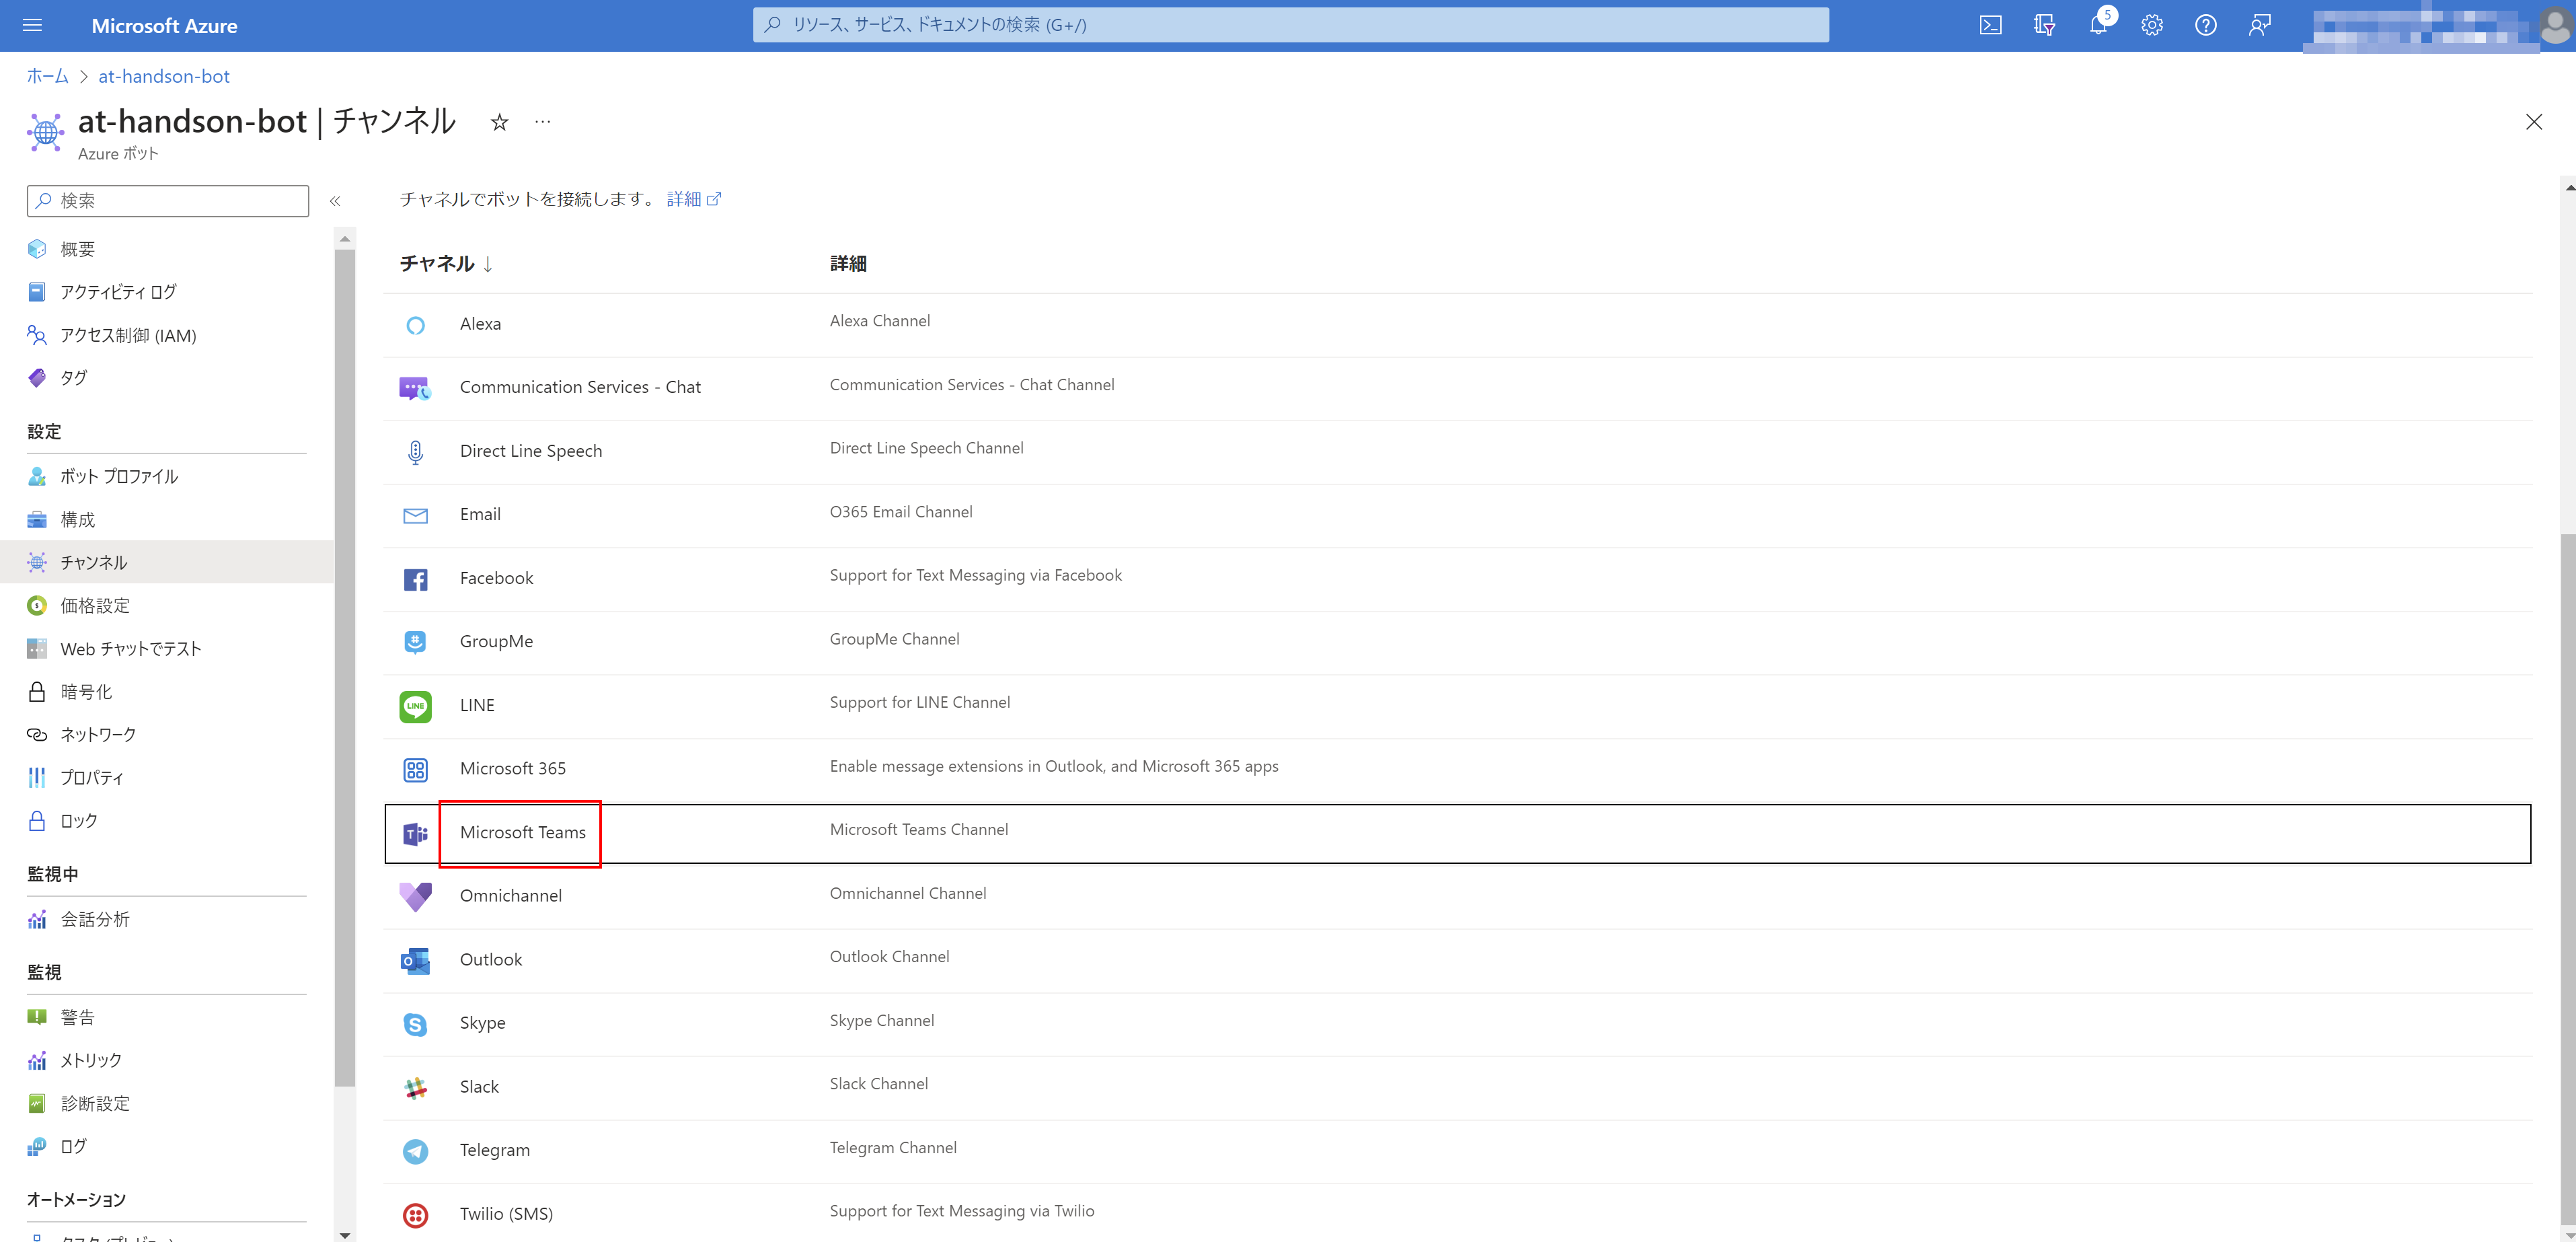 Microsoft Azure
リソース、サービス、ドキュメントの検索 (G+/)
5
ホーム > at-handson-bot
at-handson-bot | チャンネル
Azure ボット
検索
概要
アクティビティ ログ
アクセス制御 (IAM)
タグ
設定
ボット プロファイル
構成
チャンネル
価格設定
Web チャットでテスト
暗号化
ネットワーク
プロパティ
ロック
監視中
会話分析
監視
警告
メトリック
診断設定
ログ
オートメーション
タスク (プレビュー)
チャネルでボットを接続します。 詳細
チャネル ↓ 詳細
Alexa Alexa Channel
Communication Services - Chat Communication Services - Chat Channel
Direct Line Speech Direct Line Speech Channel
Email O365 Email Channel
Facebook Support for Text Messaging via Facebook
GroupMe GroupMe Channel
LINE Support for LINE Channel
Microsoft 365 Enable message extensions in Outlook, and Microsoft 365 apps
Microsoft Teams Microsoft Teams Channel
Omnichannel Omnichannel Channel
Outlook Outlook Channel
Skype Skype Channel
Slack Slack Channel
Telegram Telegram Channel
Twilio (SMS) Support for Text Messaging via Twilio